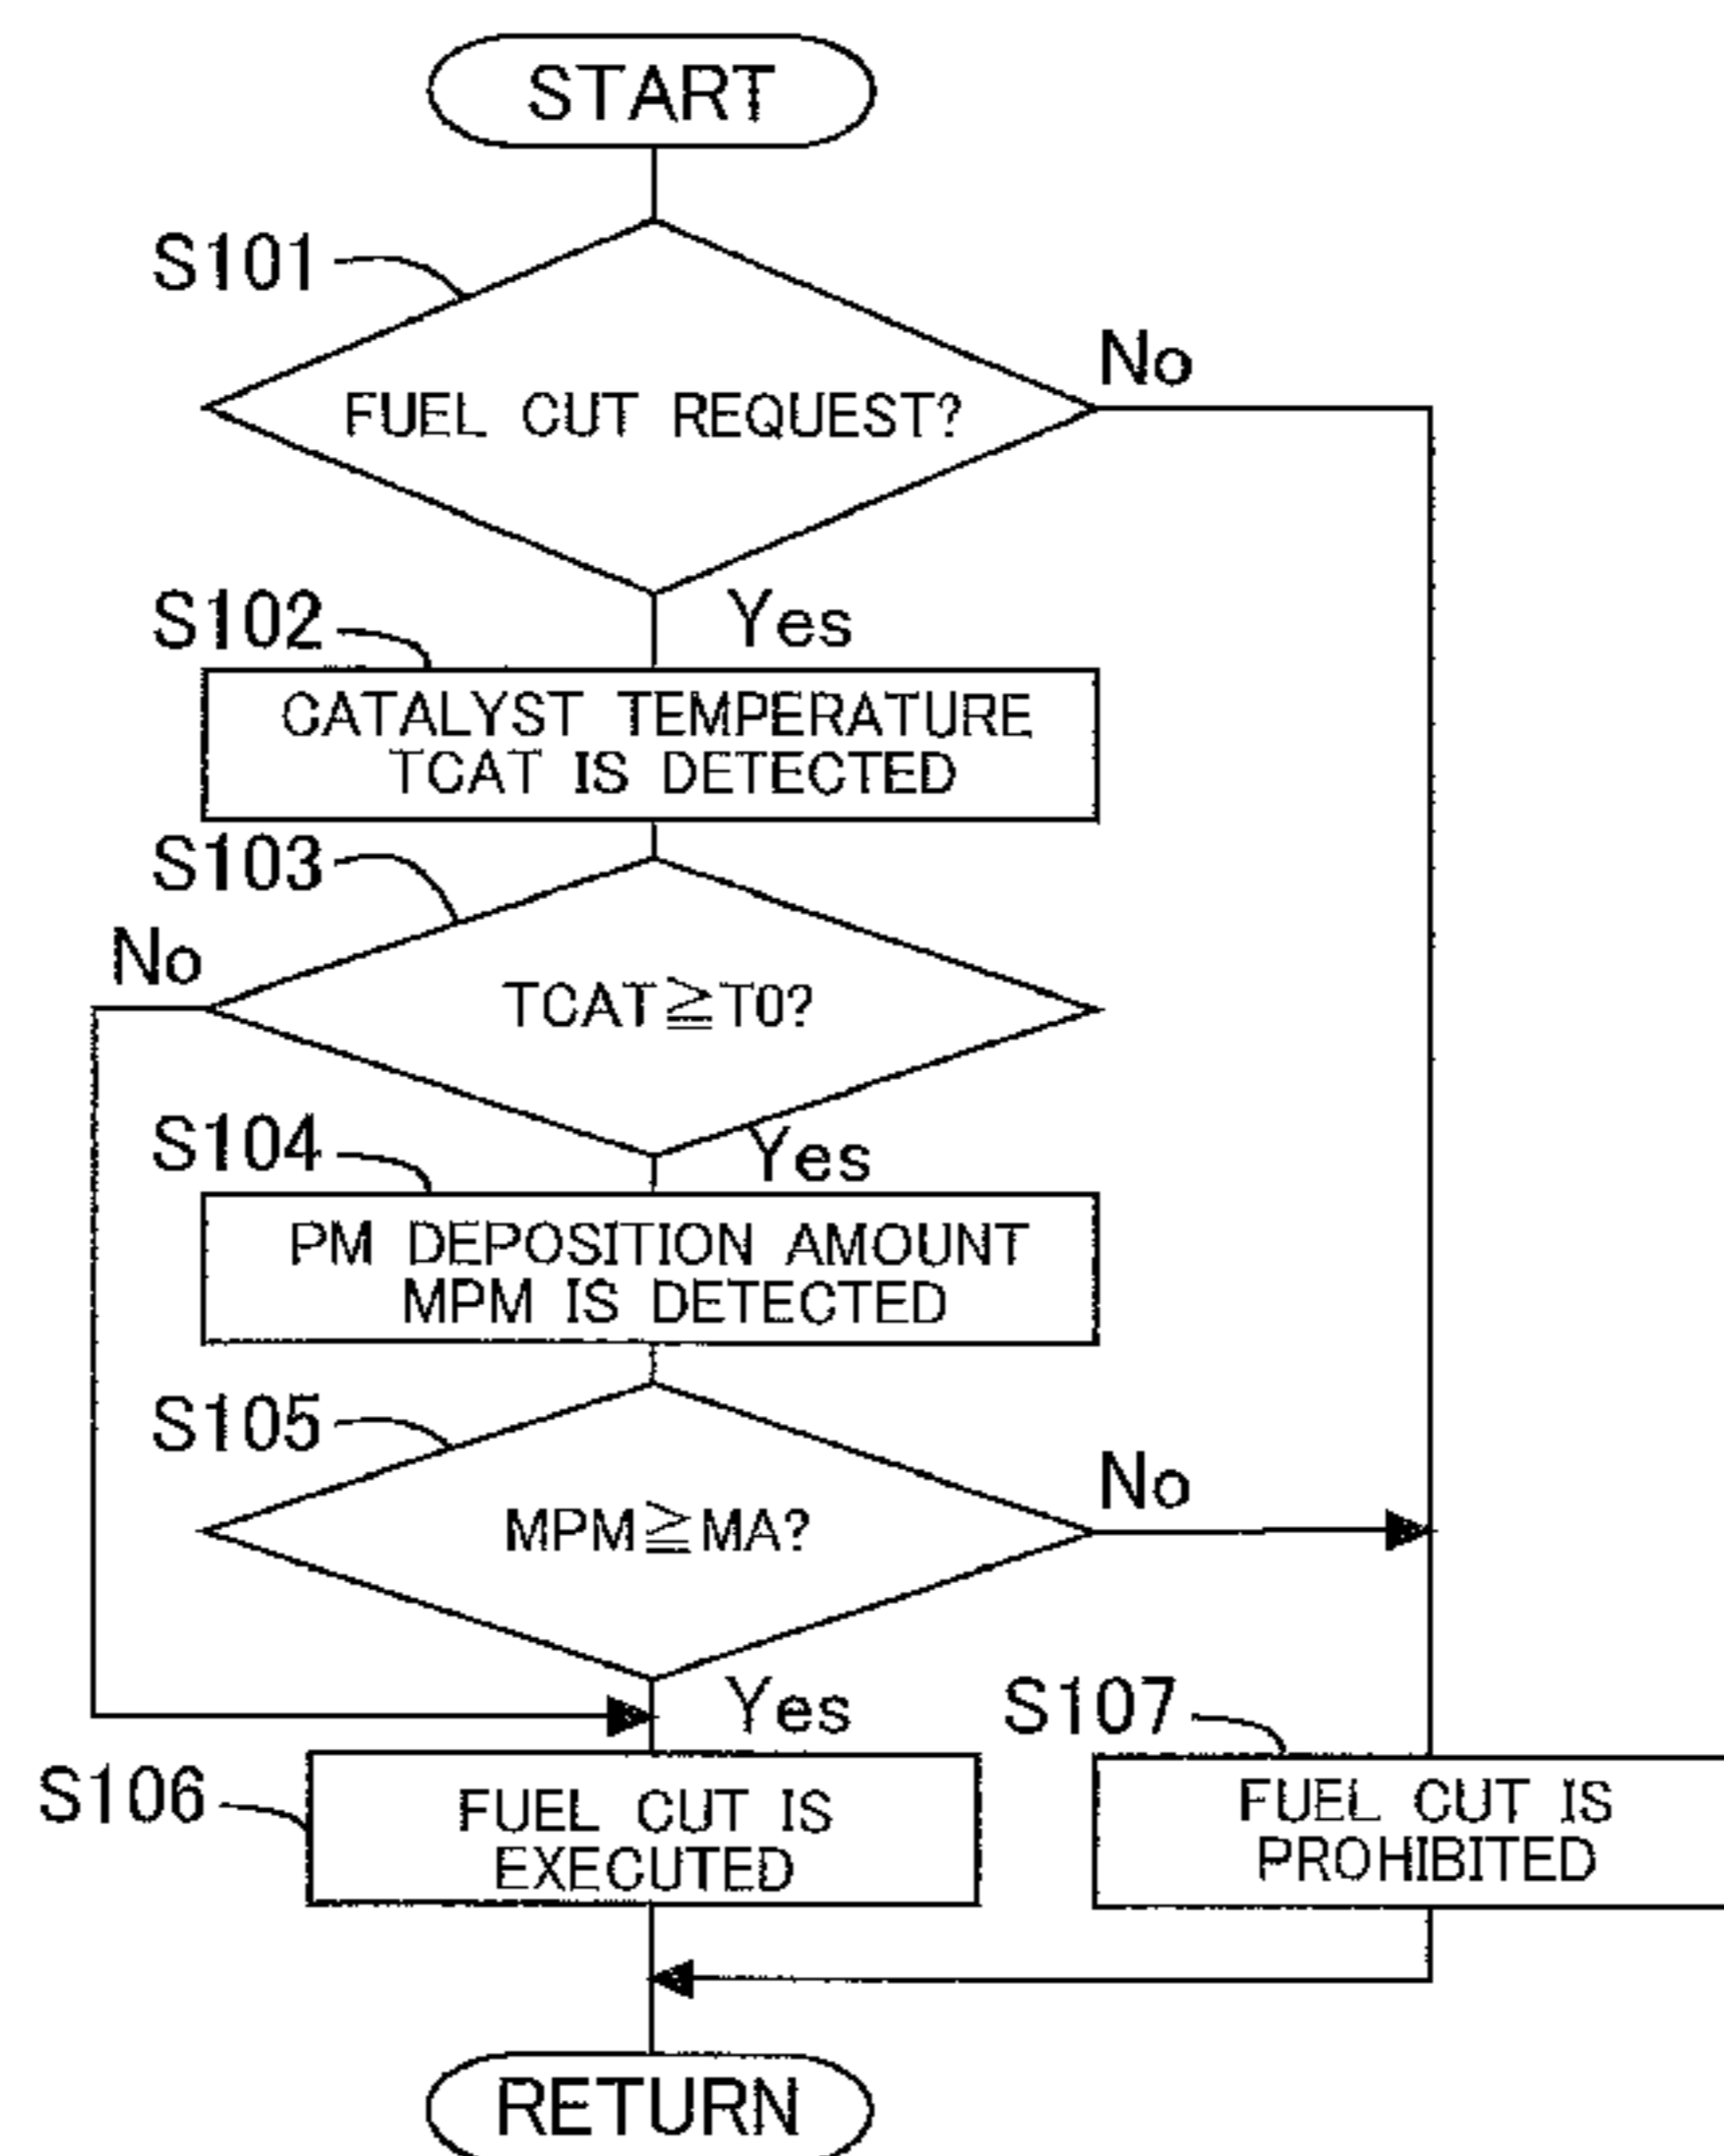 START
S101
No
FUEL CUT REQUEST?
S102
Yes
CATALYST TEMPERATURE
TCAT IS DETECTED
S103
No
TCAT≧T0?
S104
Yes
PM DEPOSITION AMOUNT
MPM IS DETECTED
S105
No
MPM≧MA?
Yes
S107
S106
FUEL CUT IS
EXECUTED
FUEL CUT IS
PROHIBITED
RETURN